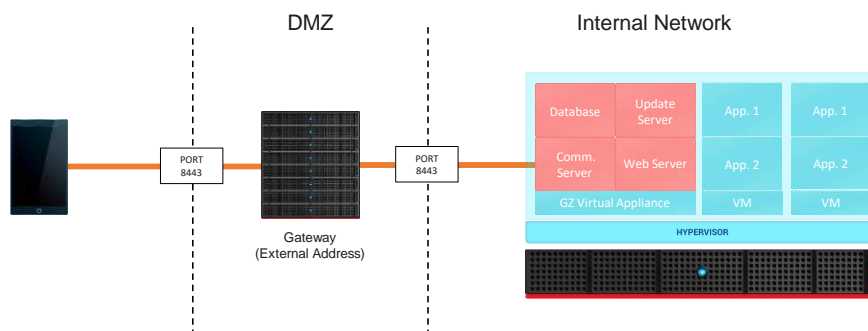 DMZ
Internal Network
PORT
8443
Gateway
(External Address)
PORT
8443
Database
Update
Server
App. 1
App. 1
Comm.
Server
Web Server
App. 2
App. 2
GZ Virtual Appliance
VM
VM
HYPERVISOR